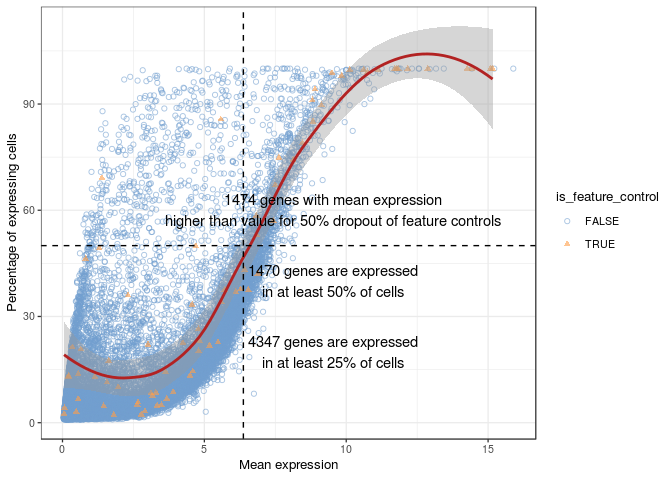 1474 genes with mean expression
higher than value for 50% dropout of feature controls
1470 genes are expressed
in at least 50% of cells
4347 genes are expressed
in at least 25% of cells
90
60
30
0
0
5
10
15
Mean expression
Percentage of expressing cells
is_feature_control
FALSE
TRUE